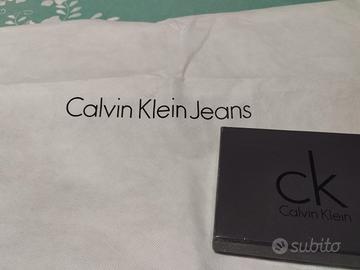 Calvin Klein Jeans
ck
Calvin Klein
subito